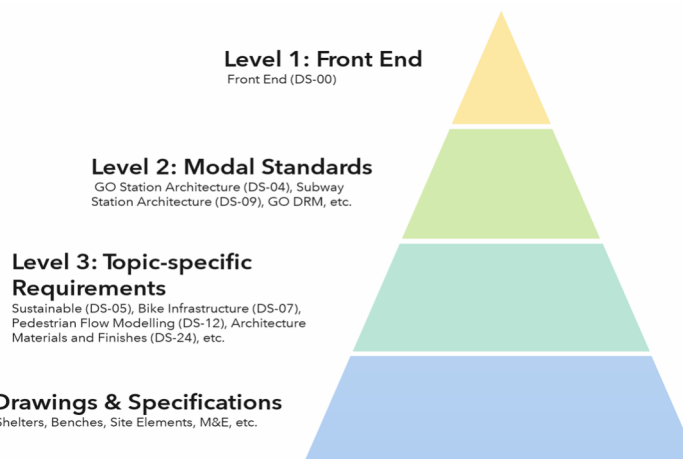 Level 1: Front End
Front End (DS-00)
Level 2: Modal Standards
GO Station Architecture (DS-04), Subway
Station Architecture (DS-09), GO DRM, etc.
Level 3: Topic-specific
Requirements
Sustainable (DS-05), Bike Infrastructure (DS-07),
Pedestrian Flow Modelling (DS-12), Architecture
Materials and Finishes (DS-24), etc.
Drawings & Specifications
Shelters, Benches, Site Elements, M&E, etc.